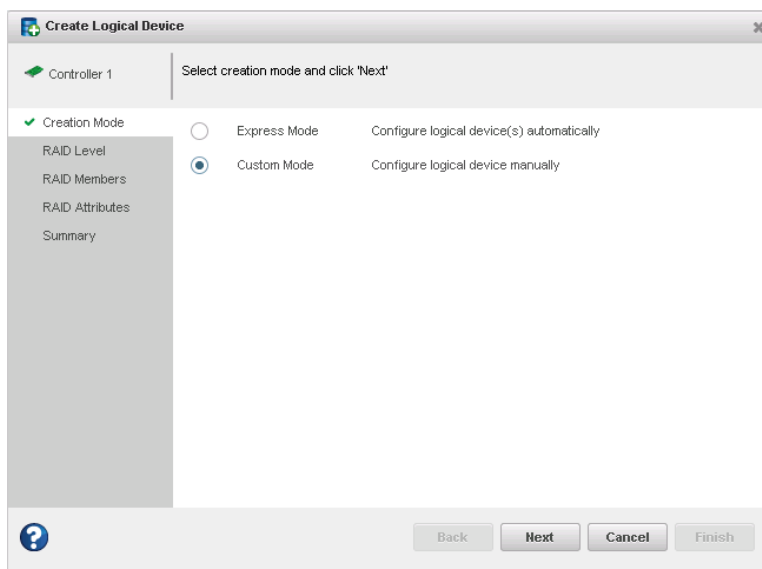 Create Logical Device
Controller 1
Select creation mode and click 'Next'
Creation Mode
RAID Level
RAID Members
RAID Attributes
Summary
Express Mode Configure logical device(s) automatically
Custom Mode Configure logical device manually
Back Next Cancel Finish